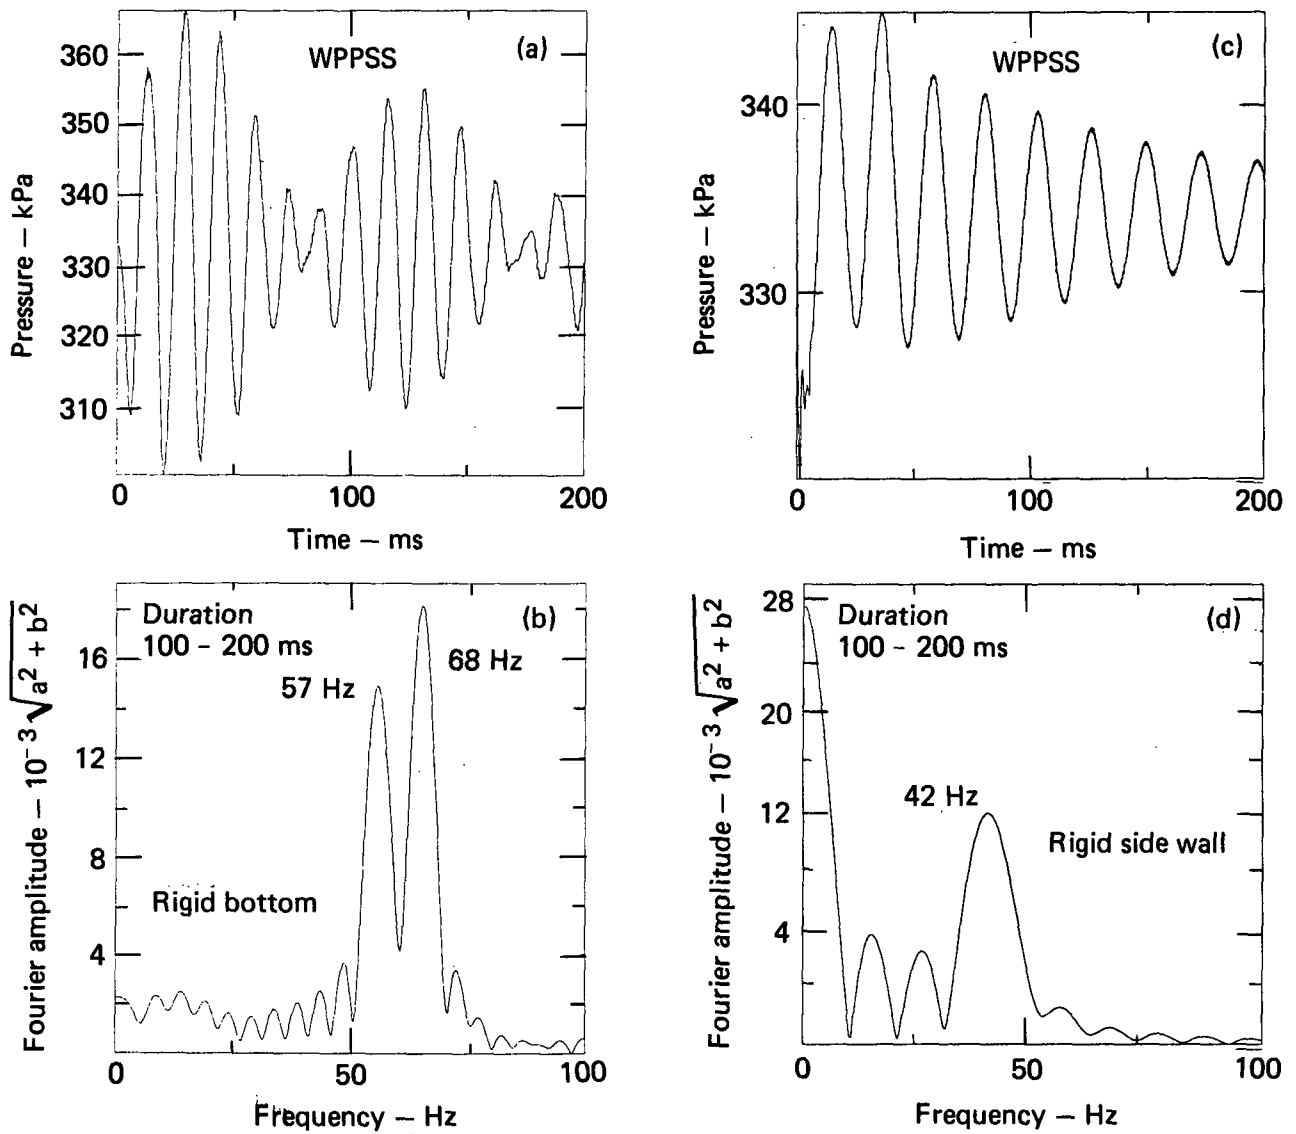 (a)
WPPSS
360
350
340
330
320
310
Pressure — kPa
0 100 200
Time — ms
(c)
WPPSS
340
330
Pressure — kPa
0 100 200
Time — ms
Duration
100 - 200 ms
(b)
57 Hz
68 Hz
16
12
8
4
Rigid bottom
Fourier amplitude — 10⁻³ √a² + b²
0 50 100
Frequency — Hz
Duration
100 - 200 ms
(d)
28
20
12
4
42 Hz
Rigid side wall
Fourier amplitude — 10⁻³ √a² + b²
0 50 100
Frequency — Hz